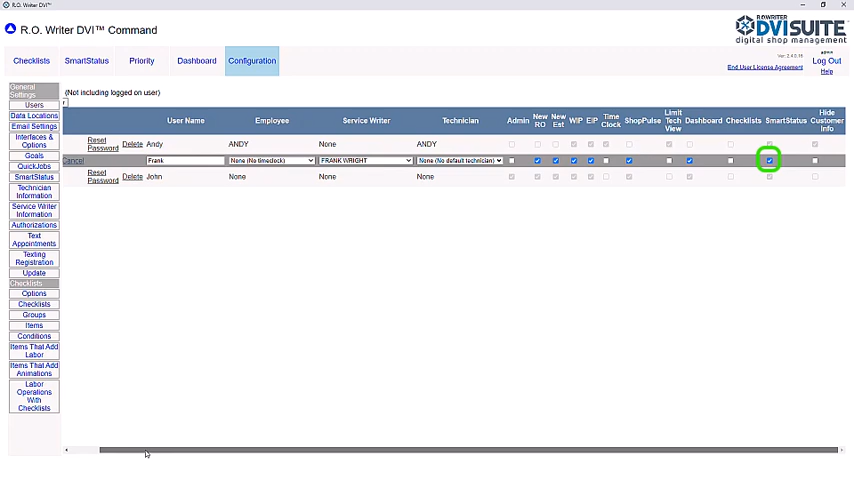 R.O. Writer DVI™
R.O. Writer DVI™ Command
R.O.WRITER
DVISUITE
digital shop management
Checklists
SmartStatus
Priority
Dashboard
Configuration
Ver: 2.4.0.15
End User License Agreement
admin
Log Out
Help
General Settings
Users
Data Locations
Email Settings
Interfaces & Options
Goals
QuickJobs
SmartStatus
Technician Information
Service Writer Information
Authorizations
Text Appointments
Texting Registration
Update
Checklists
Options
Checklists
Groups
Items
Conditions
Items That Add Labor
Items That Add Animations
Labor Operations With Checklists
(Not including logged on user)
User Name Employee Service Writer Technician Admin New RO New Est WIP EIP Time Clock ShopPulse Limit Tech View Dashboard Checklists SmartStatus Hide Customer Info
Reset Password Delete Andy ANDY None ANDY
Cancel Frank None (No timeclock) FRANK WRIGHT None (No default technician)
Reset Password Delete John None None None